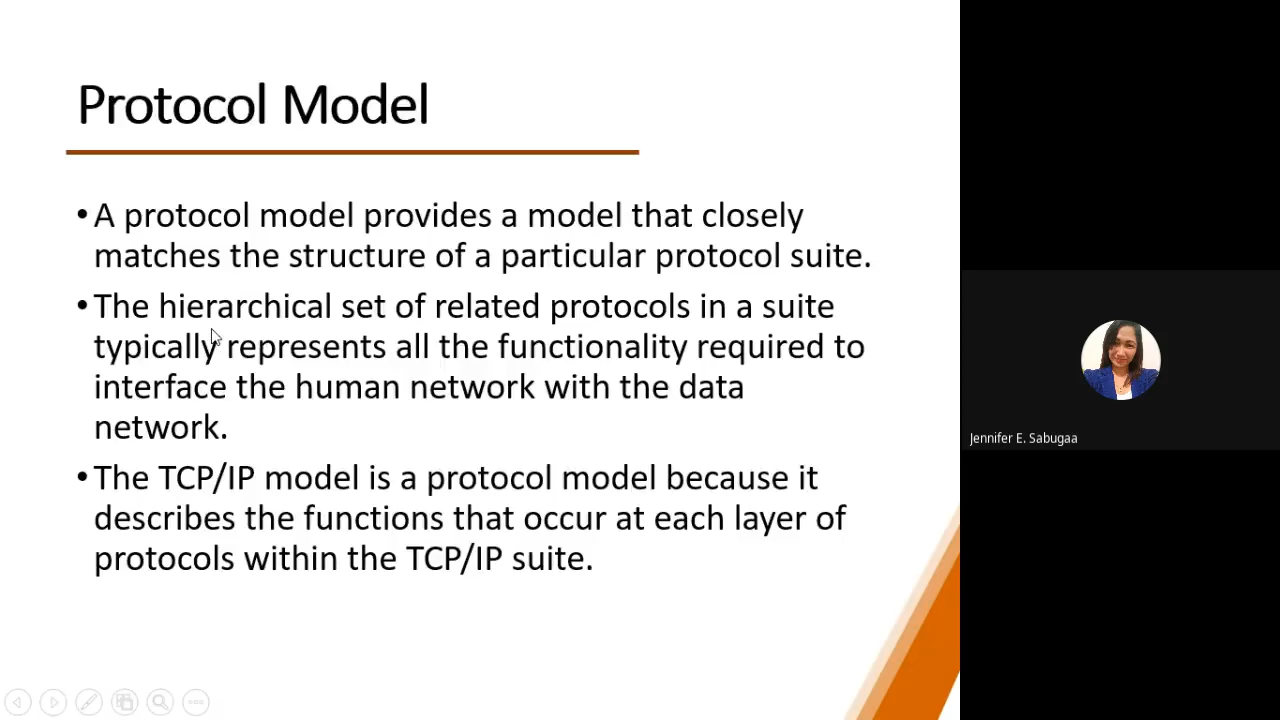 Protocol Model
• A protocol model provides a model that closely
matches the structure of a particular protocol suite.
• The hierarchical set of related protocols in a suite
typically represents all the functionality required to
interface the human network with the data
network.
• The TCP/IP model is a protocol model because it
describes the functions that occur at each layer of
protocols within the TCP/IP suite.
Jennifer E. Sabugaa